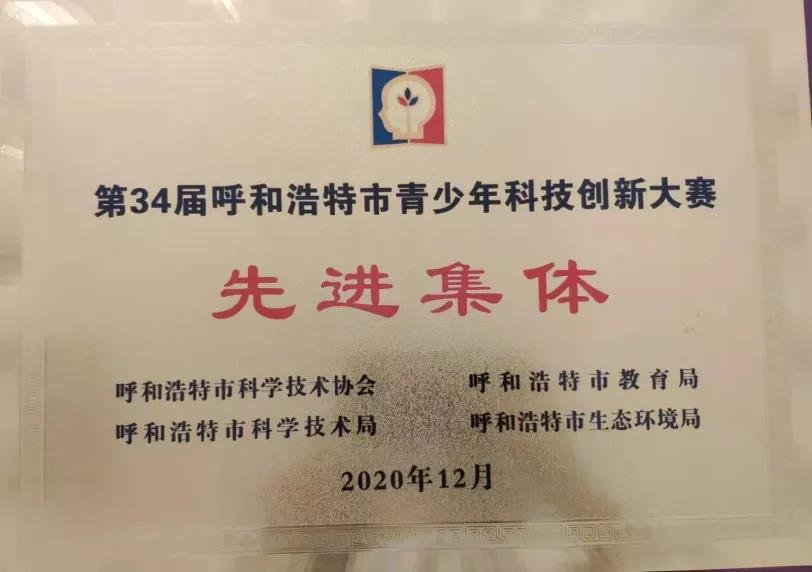 第34届呼和浩特市青少年科技创新大赛
先进集体
呼和浩特市科学技术协会 呼和浩特市教育局
呼和浩特市科学技术局 呼和浩特市生态环境局
2020年12月